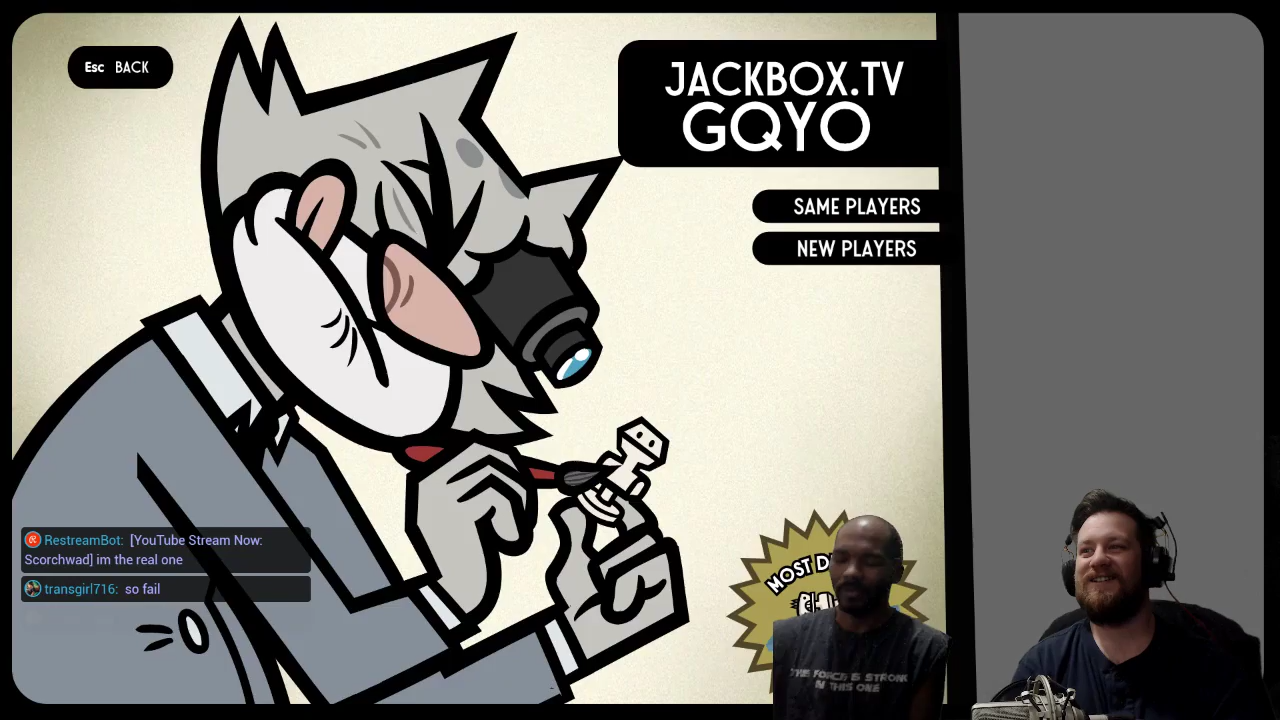 Esc BACK
JACKBOX.TV
GQYO
SAME PLAYERS
NEW PLAYERS
RestreamBot: [YouTube Stream Now:
Scorchwad] im the real one
transgirl716: so fail
MOST
THIS FORCE IS STRONG
IN THIS ONE